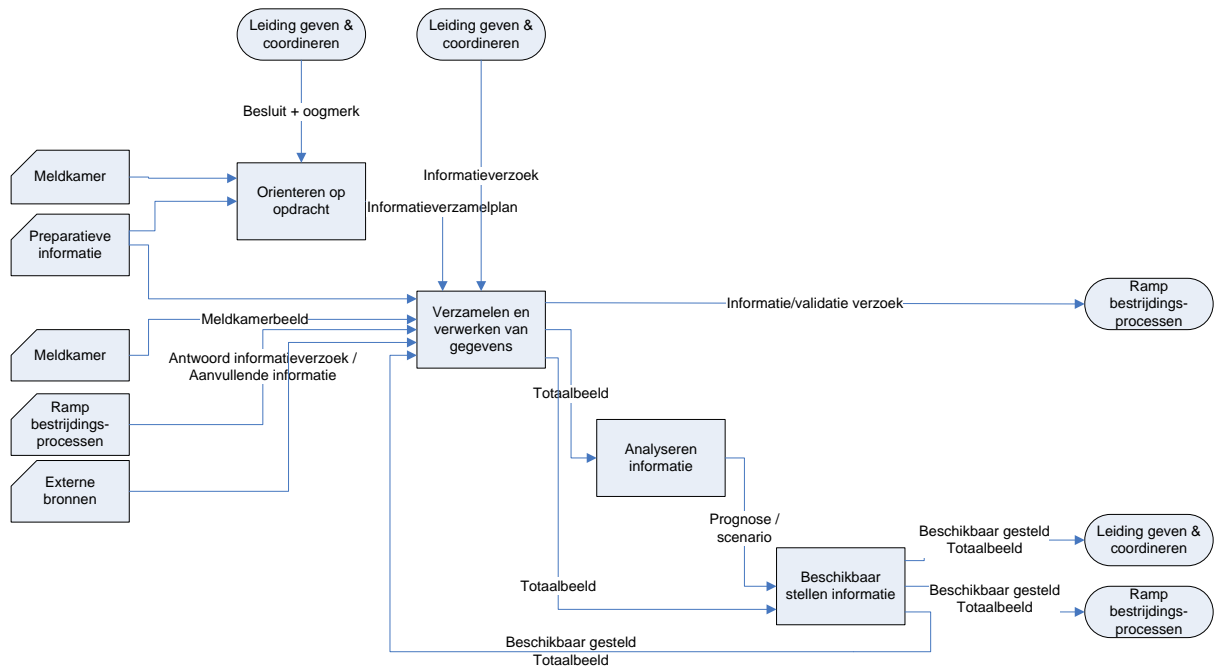 Leiding geven &
coordineren
Leiding geven &
coordineren
Besluit + oogmerk
Meldkamer
Orienteren op
opdracht
Informatieverzoek
Informatieverzamelplan
Preparatieve
informatie
Verzamelen en
verwerken van
gegevens
Informatie/validatie verzoek
Ramp
bestrijdings-
processen
Meldkamerbeeld
Meldkamer
Antwoord informatieverzoek /
Aanvullende informatie
Totaalbeeld
Ramp
bestrijdings-
processen
Analyseren
informatie
Externe
bronnen
Prognose /
scenario
Beschikbaar gesteld
Totaalbeeld
Leiding geven &
coordineren
Totaalbeeld
Beschikbaar
stellen informatie
Beschikbaar gesteld
Totaalbeeld
Ramp
bestrijdings-
processen
Beschikbaar gesteld
Totaalbeeld